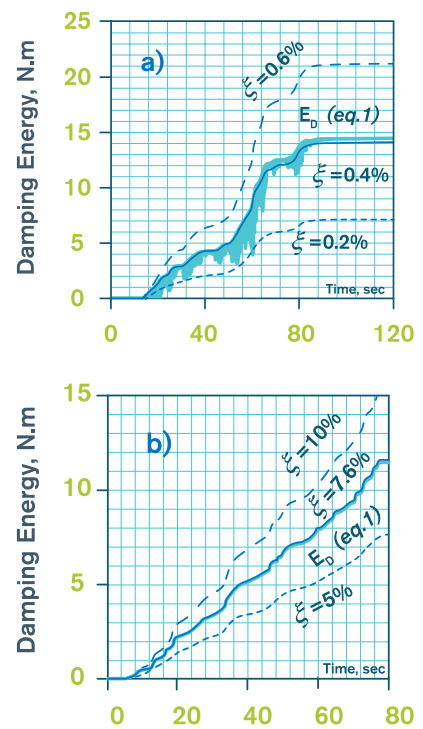 25
20
15
10
5
0
Damping Energy, N.m
a)
ξ=0.6%
E_D (eq.1)
ξ=0.4%
ξ=0.2%
Time, sec
0 40 80 120
15
10
5
0
Damping Energy, N.m
b)
ξ=10%
ξ=7.6%
E_D (eq.1)
ξ=5%
Time, sec
0 20 40 60 80